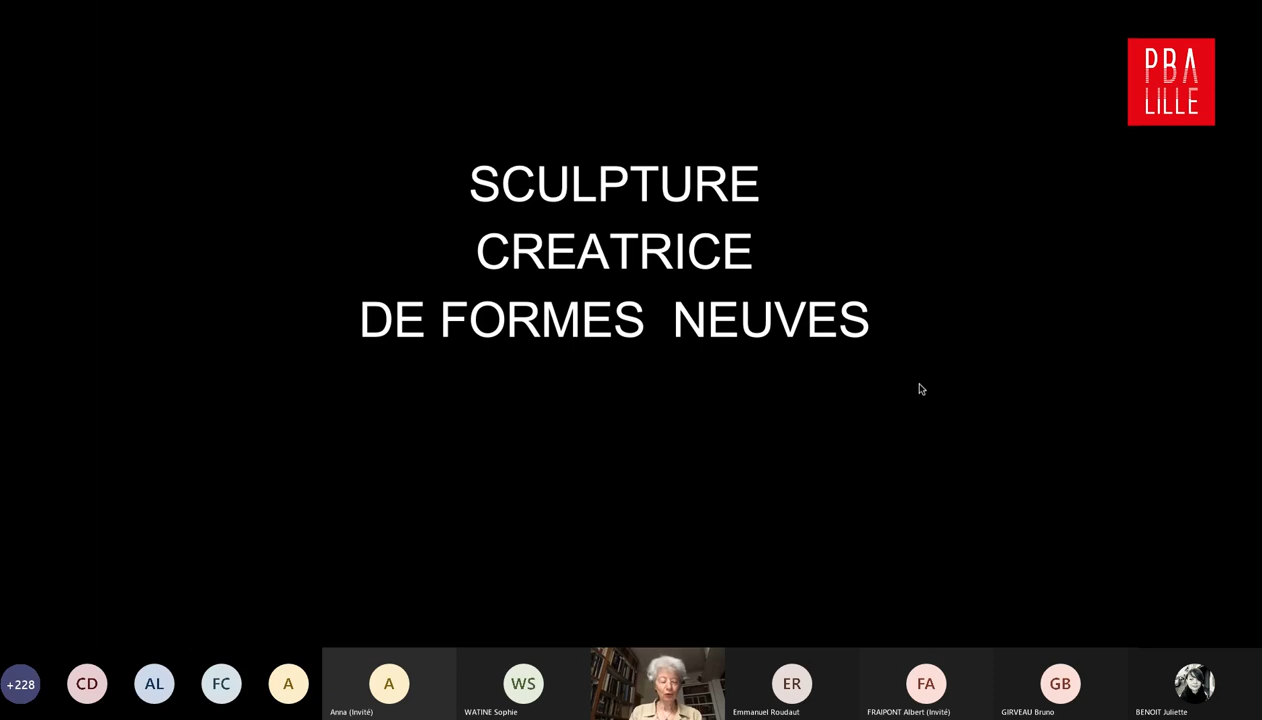 PBA
LILLE
SCULPTURE
CREATRICE
DE FORMES  NEUVES
+228
CD
AL
FC
A
A
WS
ER
FA
GB
Anna (Invité)
WATINE Sophie
Emmanuel Roudaut
FRAIPONT Albert (Invité)
GIRVEAU Bruno
BENOIT Juliette